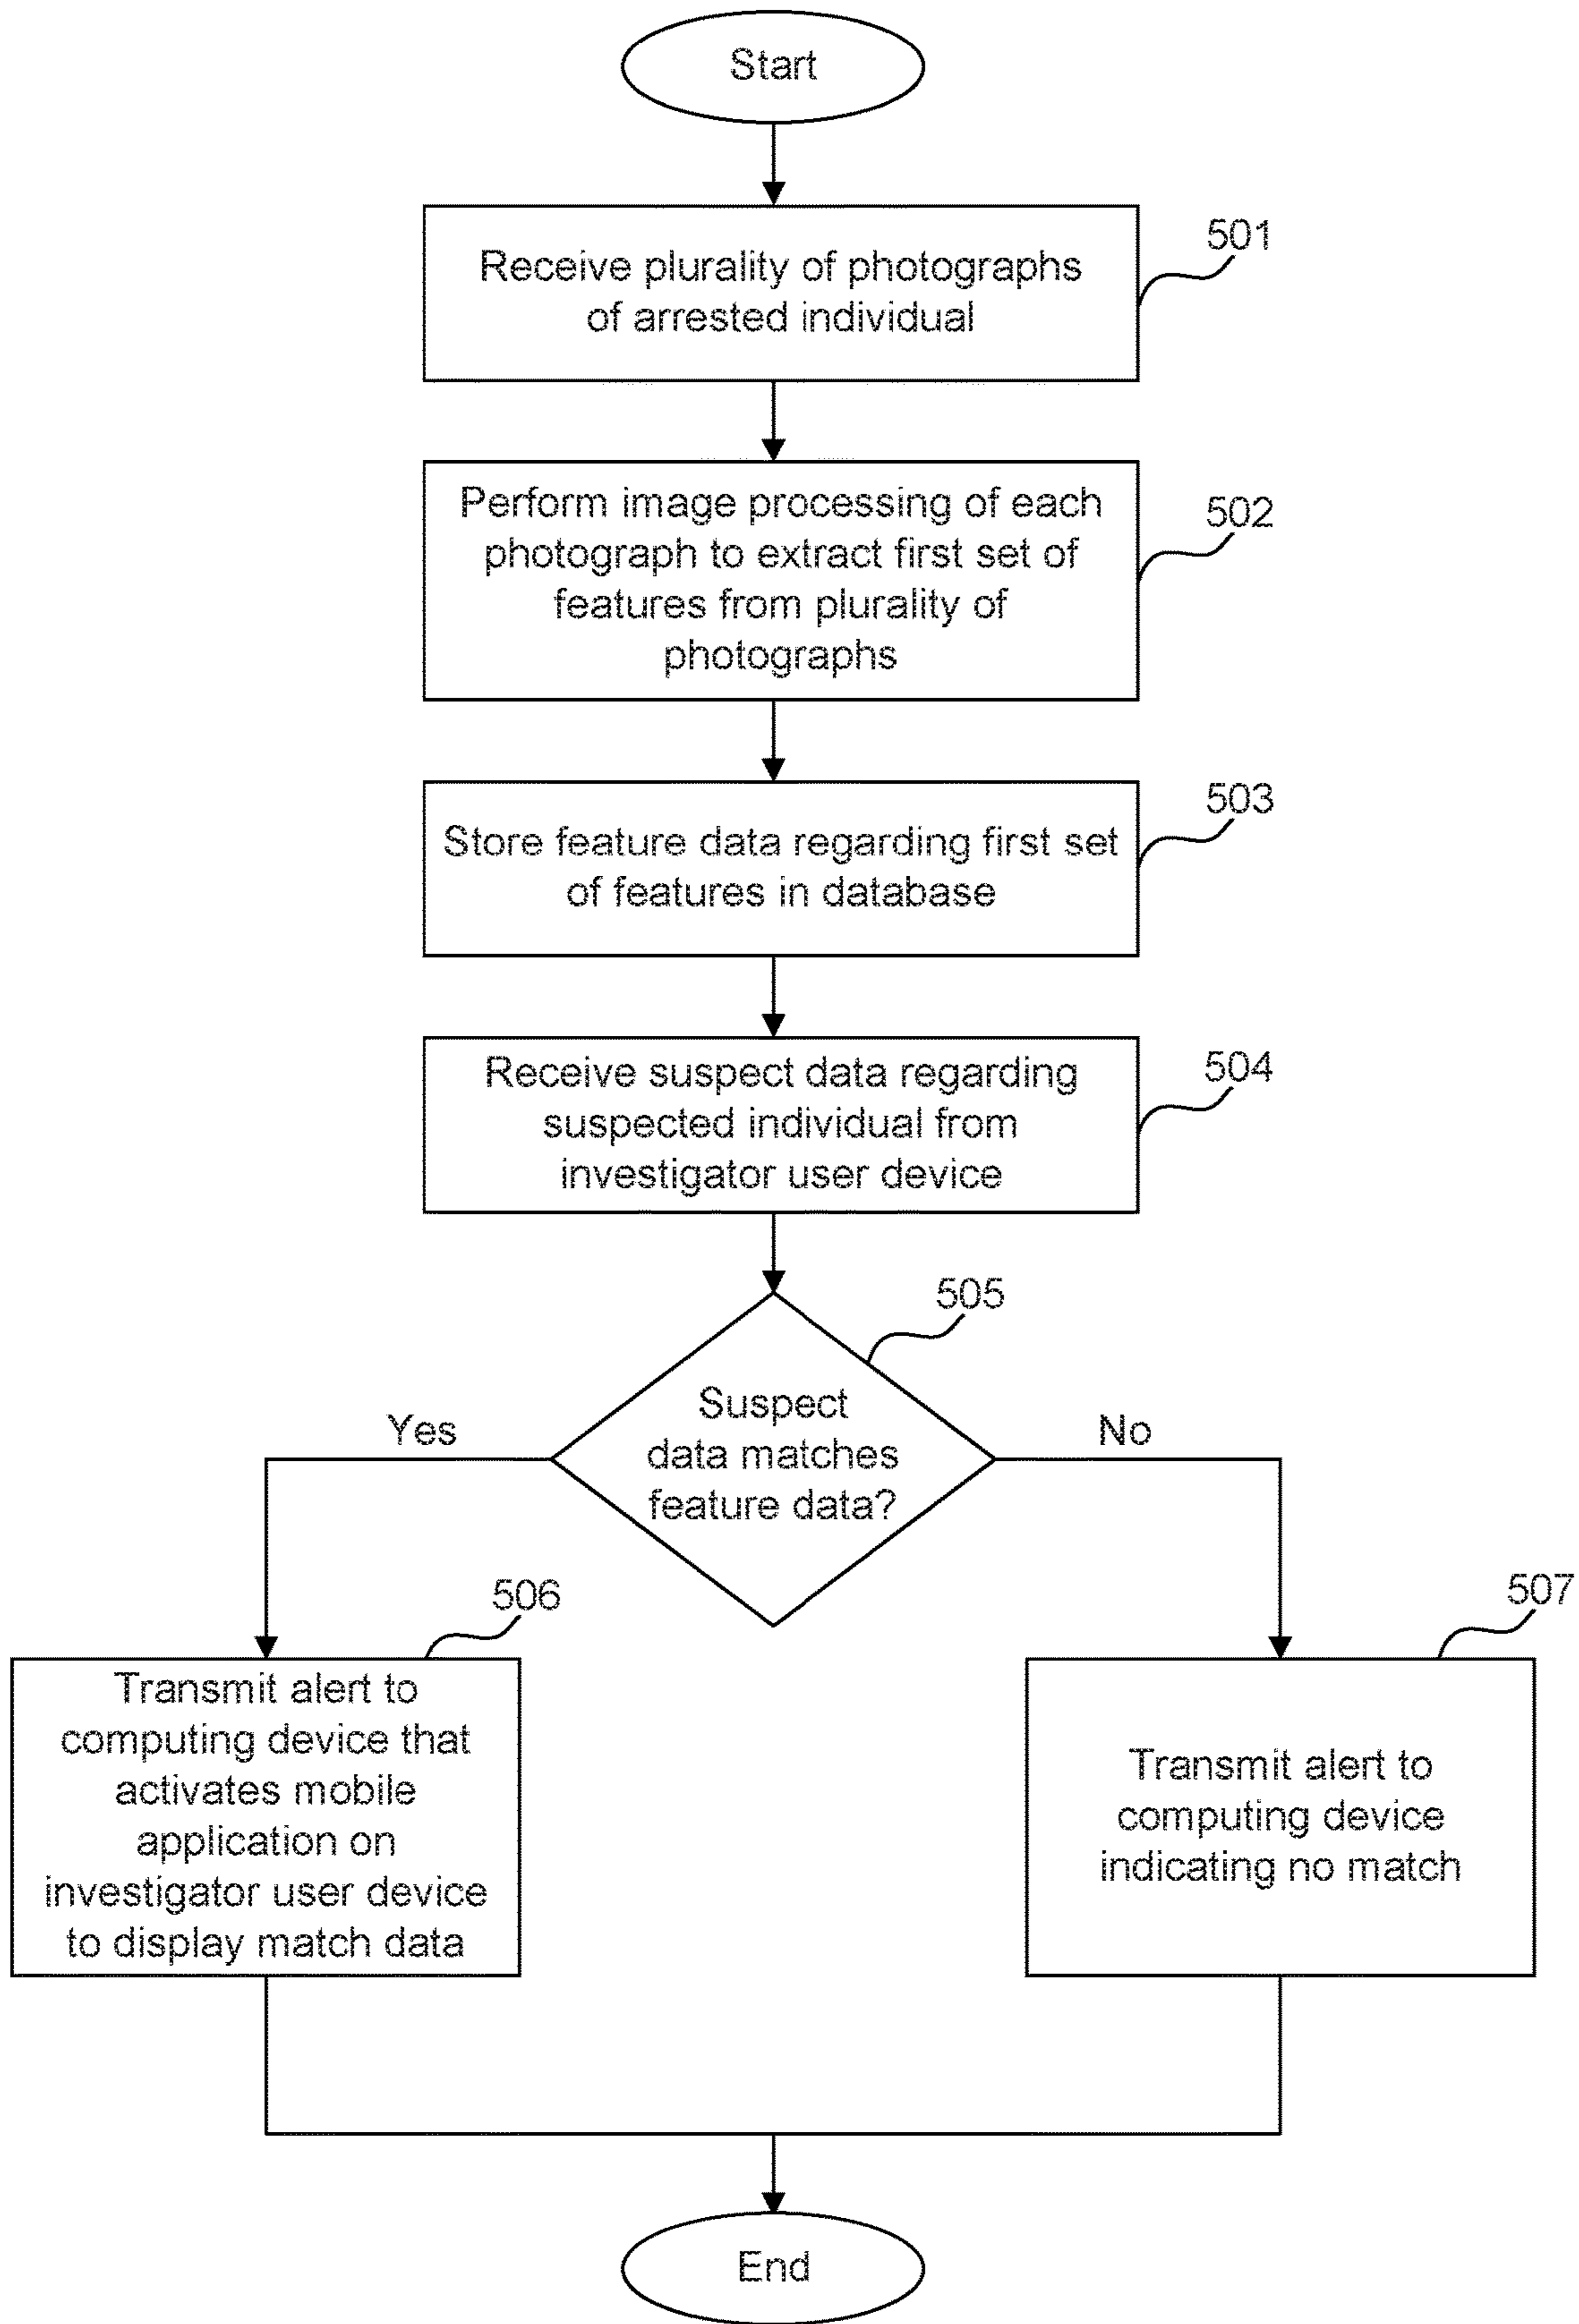 Start
501
Receive plurality of photographs
of arrested individual
502
Perform image processing of each
photograph to extract first set of
features from plurality of
photographs
503
Store feature data regarding first set
of features in database
504
Receive suspect data regarding
suspected individual from
investigator user device
505
Suspect
data matches
feature data?
Yes
No
506
Transmit alert to
computing device that
activates mobile
application on
investigator user device
to display match data
507
Transmit alert to
computing device
indicating no match
End